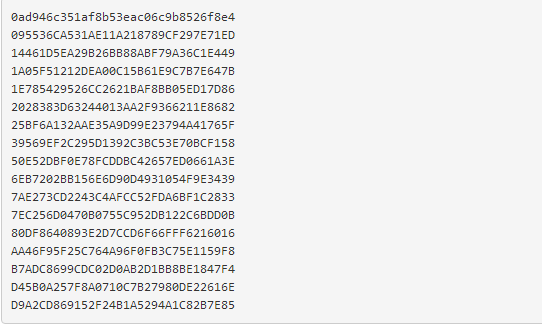 0ad946c351af8b53eac06c9b8526f8e4
095536CA531AE11A218789CF297E71ED
14461D5EA29B26BB88ABF79A36C1E449
1A05F51212DEA00C15B61E9C7B7E647B
1E785429526CC2621BAF8BB05ED17D86
2028383D63244013AA2F9366211E8682
25BF6A132AAE35A9D99E23794A41765F
39569EF2C295D1392C3BC53E70BCF158
50E52DBF0E78FCDDBC42657ED0661A3E
6EB7202BB156E6D90D4931054F9E3439
7AE273CD2243C4AFCC52FDA6BF1C2833
7EC256D0470B0755C952DB122C6BDD0B
80DF8640893E2D7CCD6F66FFF6216016
AA46F95F25C764A96F0FB3C75E1159F8
B7ADC8699CDC02D0AB2D1BB8BE1847F4
D45B0A257F8A0710C7B27980DE22616E
D9A2CD869152F24B1A5294A1C82B7E85